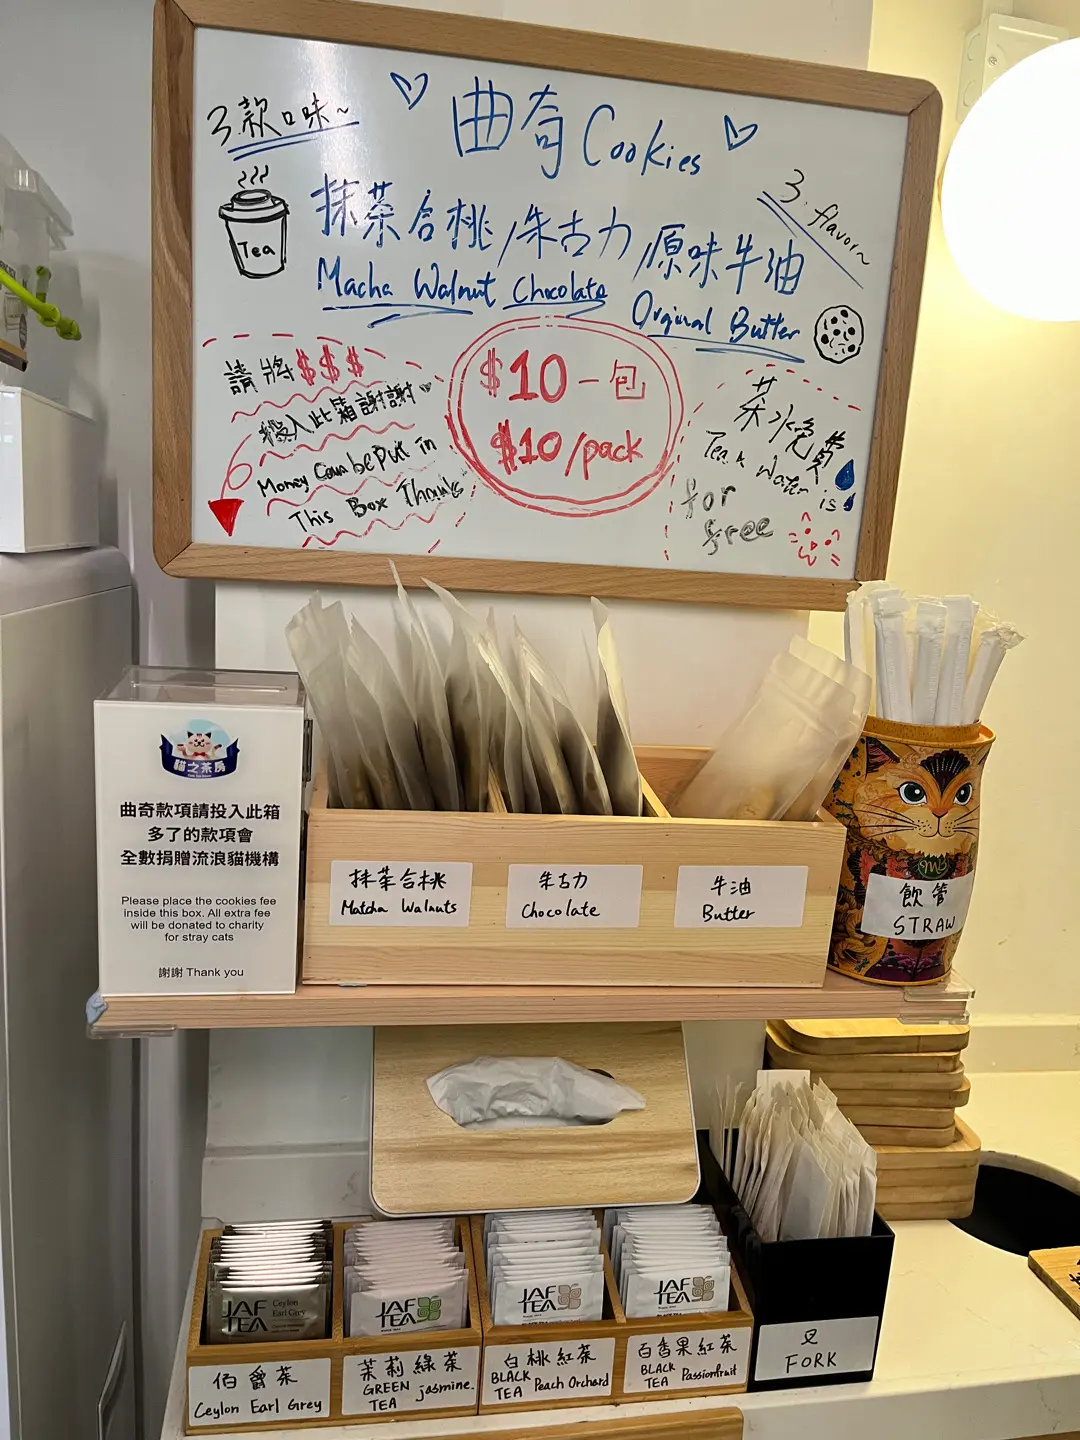 3.款口味~
曲奇 Cookies
3. flavor~
Tea
抹茶合桃/朱古力/原味牛油
Macha Walnut Chocolate Orginal Butter
請將$$$
投入此箱謝謝
Money Can be Put in
This Box Thanks
$10一包
$10/pack
茶水免費
Tea & Water is
for
free
貓之茶房
曲奇款項請投入此箱
多了的款項會
全數捐贈流浪貓機構
Please place the cookies fee
inside this box. All extra fee
will be donated to charity
for stray cats
謝謝 Thank you
抹茶合桃
Matcha Walnuts
朱古力
Chocolate
牛油
Butter
MB
飲管
STRAW
JAF TEA
Ceylon
Earl Grey
JAF
TEA
JAF
TEA
JAF
TEA
伯爵茶
Ceylon Earl Grey
茉莉綠茶
GREEN TEA jasmine.
白桃紅茶
BLACK TEA Peach Orchard
百香果紅茶
BLACK TEA Passionfruit
叉
FORK